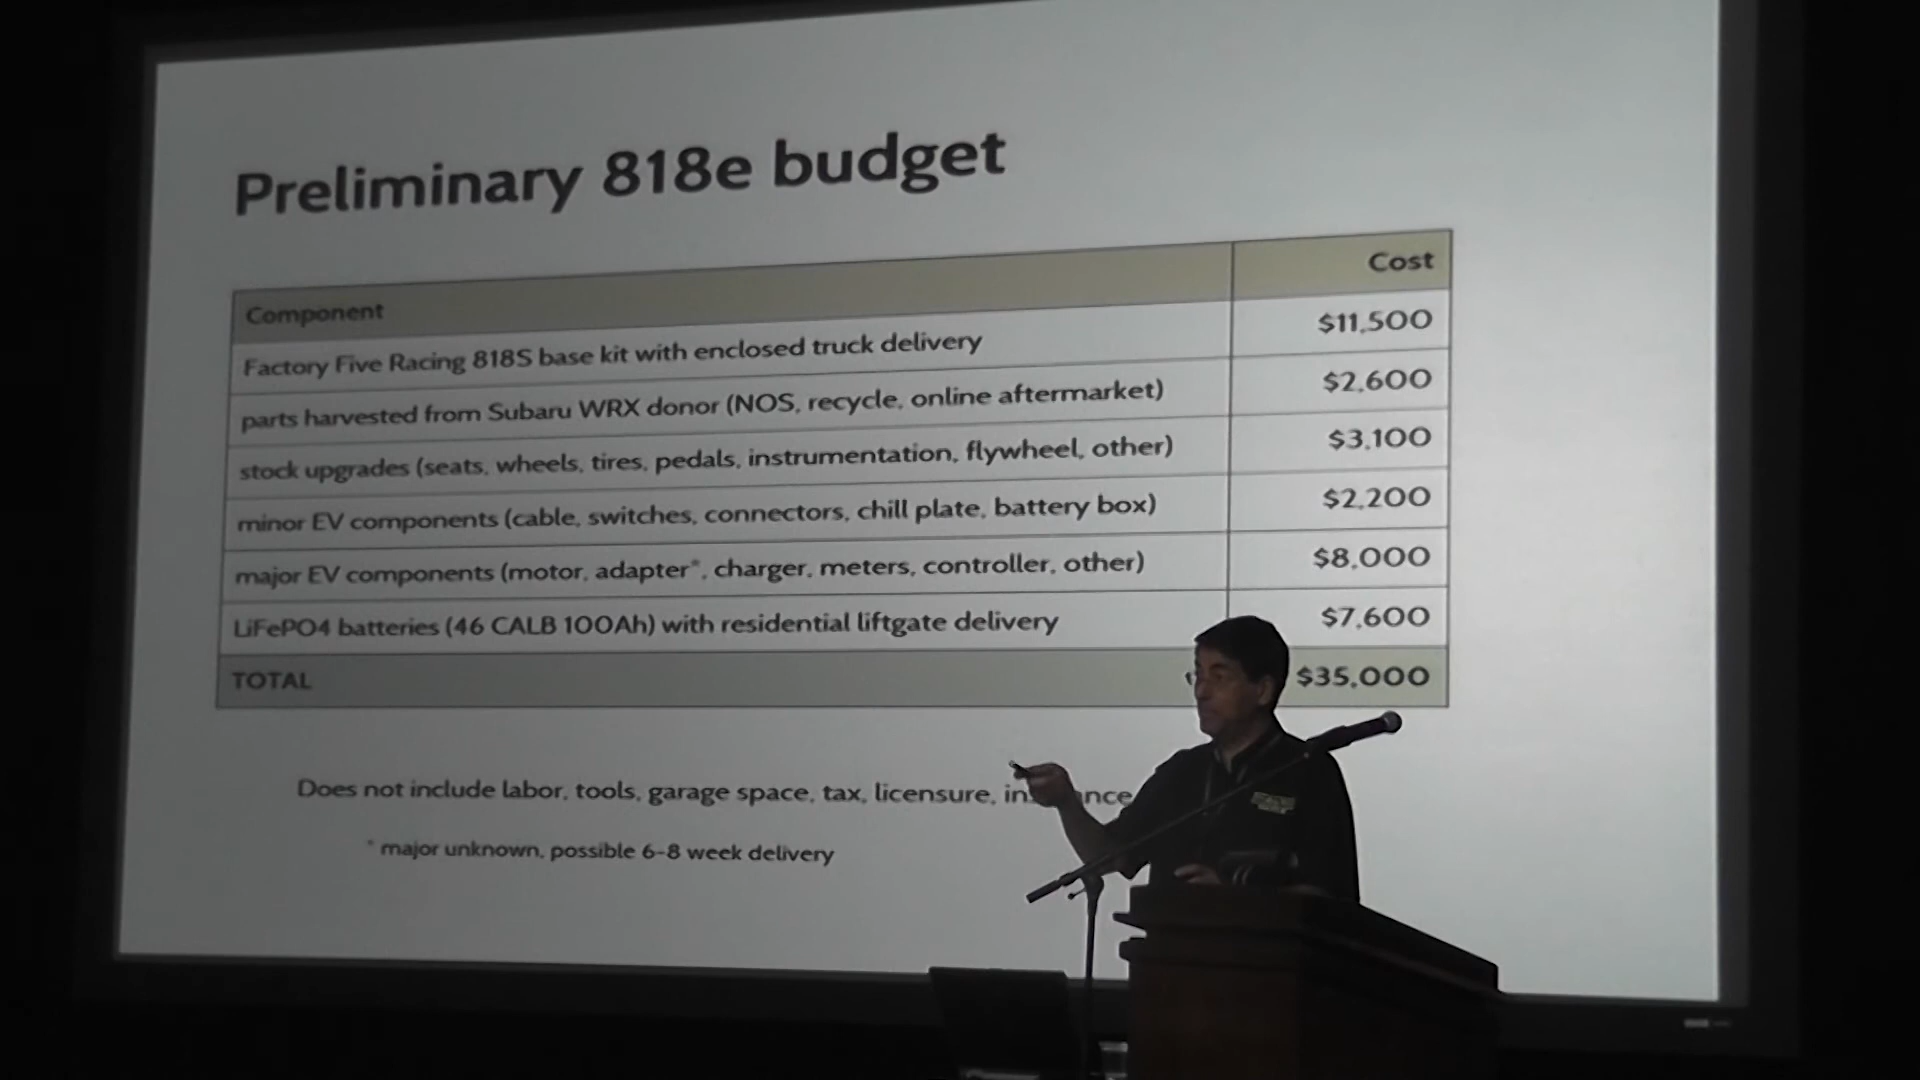 Preliminary 818e budget
Component Cost
Factory Five Racing 818S base kit with enclosed truck delivery $11,500
parts harvested from Subaru WRX donor (NOS, recycle, online aftermarket) $2,600
stock upgrades (seats, wheels, tires, pedals, instrumentation, flywheel, other) $3,100
minor EV components (cable, switches, connectors, chill plate, battery box) $2,200
major EV components (motor, adapter*, charger, meters, controller, other) $8,000
LiFePO4 batteries (46 CALB 100Ah) with residential liftgate delivery $7,600
TOTAL $35,000
Does not include labor, tools, garage space, tax, licensure,
* major unknown, possible 6-8 week delivery